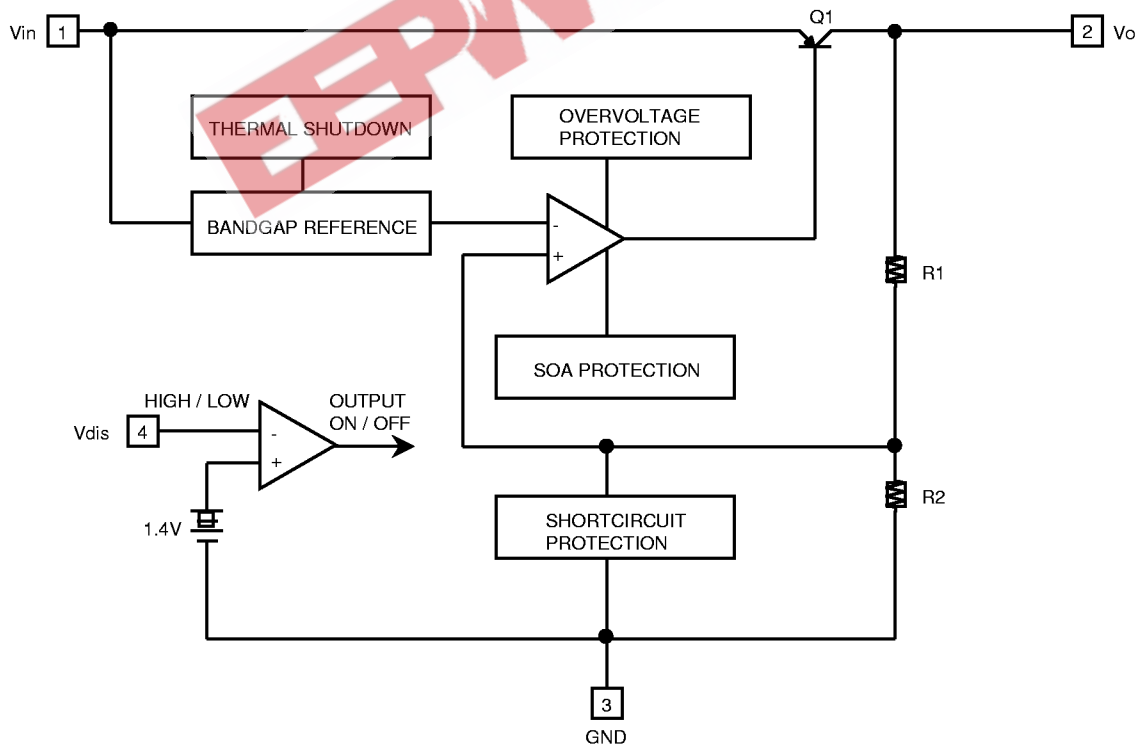 Q1
Vin 1
2 Vo
EEPW
THERMAL SHUTDOWN
OVERVOLTAGE
PROTECTION
BANDGAP REFERENCE
-
+
R1
SOA PROTECTION
HIGH / LOW
OUTPUT
ON / OFF
Vdis 4
-
+
R2
1.4V
SHORTCIRCUIT
PROTECTION
3
GND